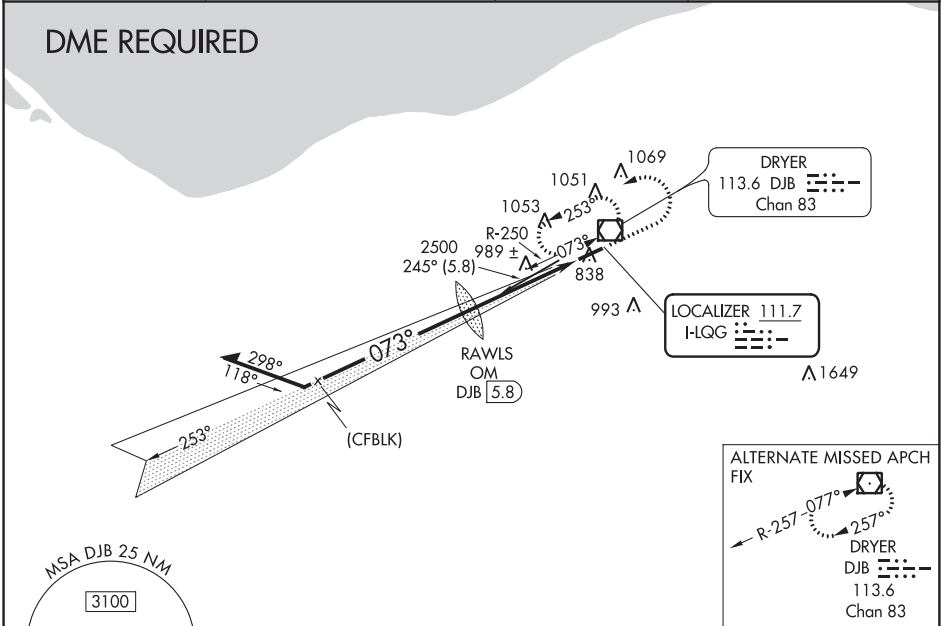 DME REQUIRED
1069
1051
1053
253°
DRYER
113.6 DJB
Chan 83
R-250
2500
989 ±
073°
245° (5.8)
838
993
LOCALIZER 111.7
I-LQG
073°
RAWLS
OM
DJB 5.8
298°
118°
1649
(CFBLK)
253°
ALTERNATE MISSED APCH
FIX
R-257
077°
257°
DRYER
DJB
113.6
Chan 83
MSA DJB 25 NM
3100